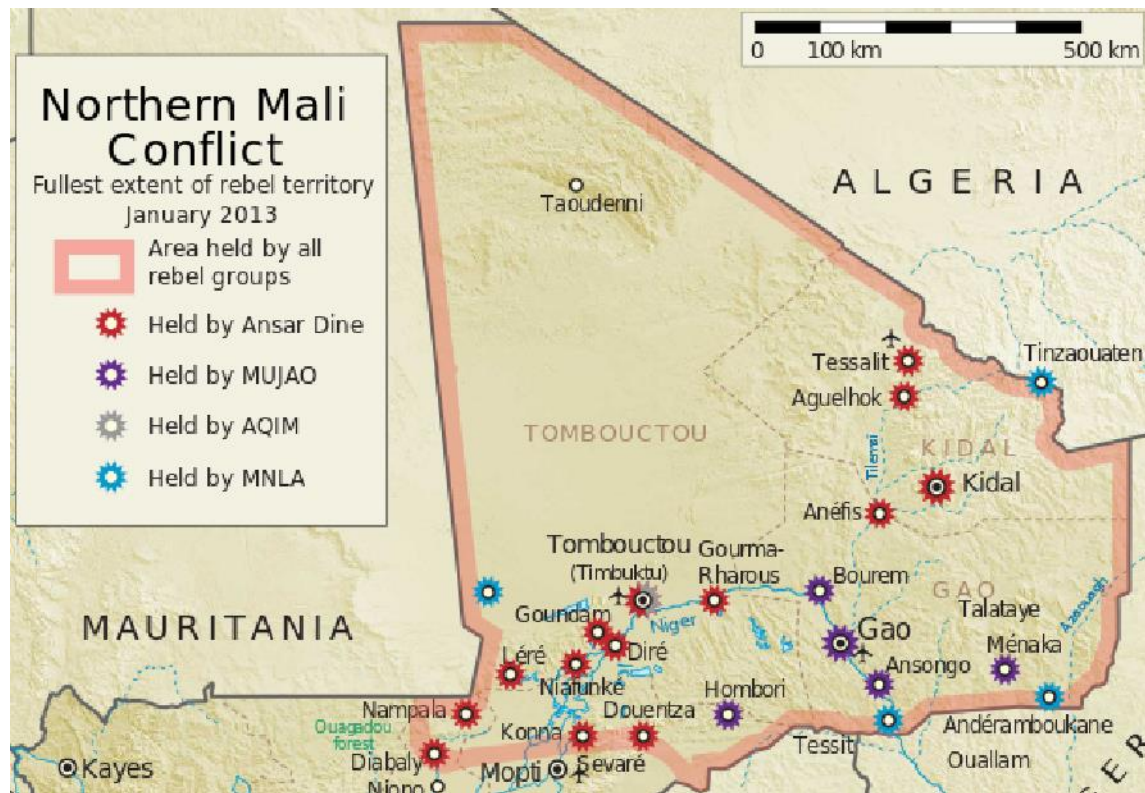 Northern Mali
Conflict
Fullest extent of rebel territory
January 2013
Area held by all
rebel groups
Held by Ansar Dine
Held by MUJAO
Held by AQIM
Held by MNLA
0 100 km 500 km
ALGERIA
Taoudenni
Tinzaouaten
Tessalit
Aguelhok
TOMBOUCTOU
KIDAL
Tilemsi
Kidal
Anéfis
Tombouctou
(Timbuktu)
Gourma-
Rharous
Bourem
GAO
Azaouagh
Talataye
MAURITANIA
Goundam
Niger
Gao
Ménaka
Diré
Léré
Niafunké
Ansongo
Hombori
Nampala
Douentza
Ouagadou
forest
Konna
Andéramboukane
Tessit
Diabaly
Sevaré
Ouallam
Kayes
Mopti
Niono
ER